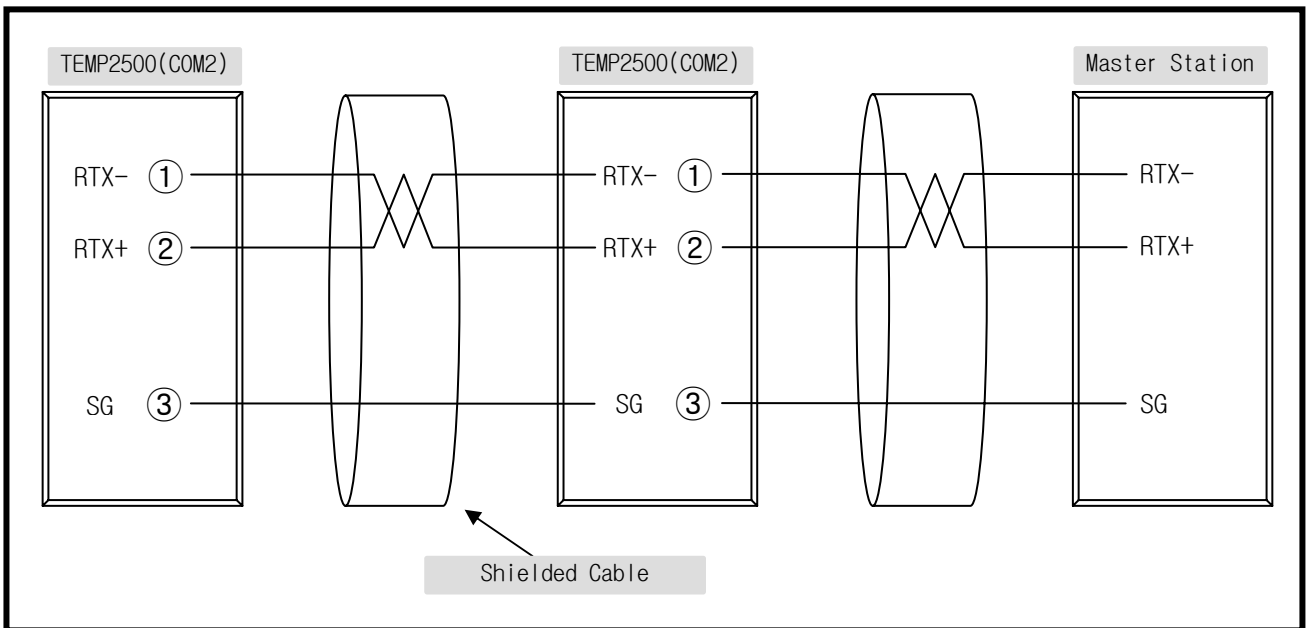 TEMP2500(COM2)
TEMP2500(COM2)
Master Station
RTX- ①
RTX- ①
RTX-
RTX+ ②
RTX+ ②
RTX+
SG ③
SG ③
SG
Shielded Cable